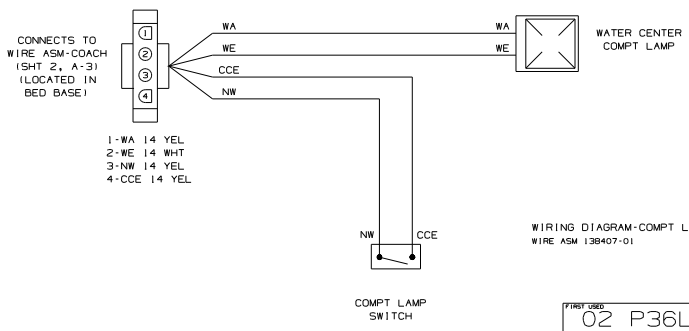 CONNECTS TO
WIRE ASM-COACH
(SHT 2, A-3)
(LOCATED IN
BED BASE)
1
2
3
4
WA
WE
CCE
NW
WA
WE
WATER CENTER
COMPT LAMP
1-WA 14 YEL
2-WE 14 WHT
3-NW 14 YEL
4-CCE 14 YEL
NW
CCE
COMPT LAMP
SWITCH
WIRING DIAGRAM-COMPT L
WIRE ASM 138407-01
FIRST USED
02 P36L